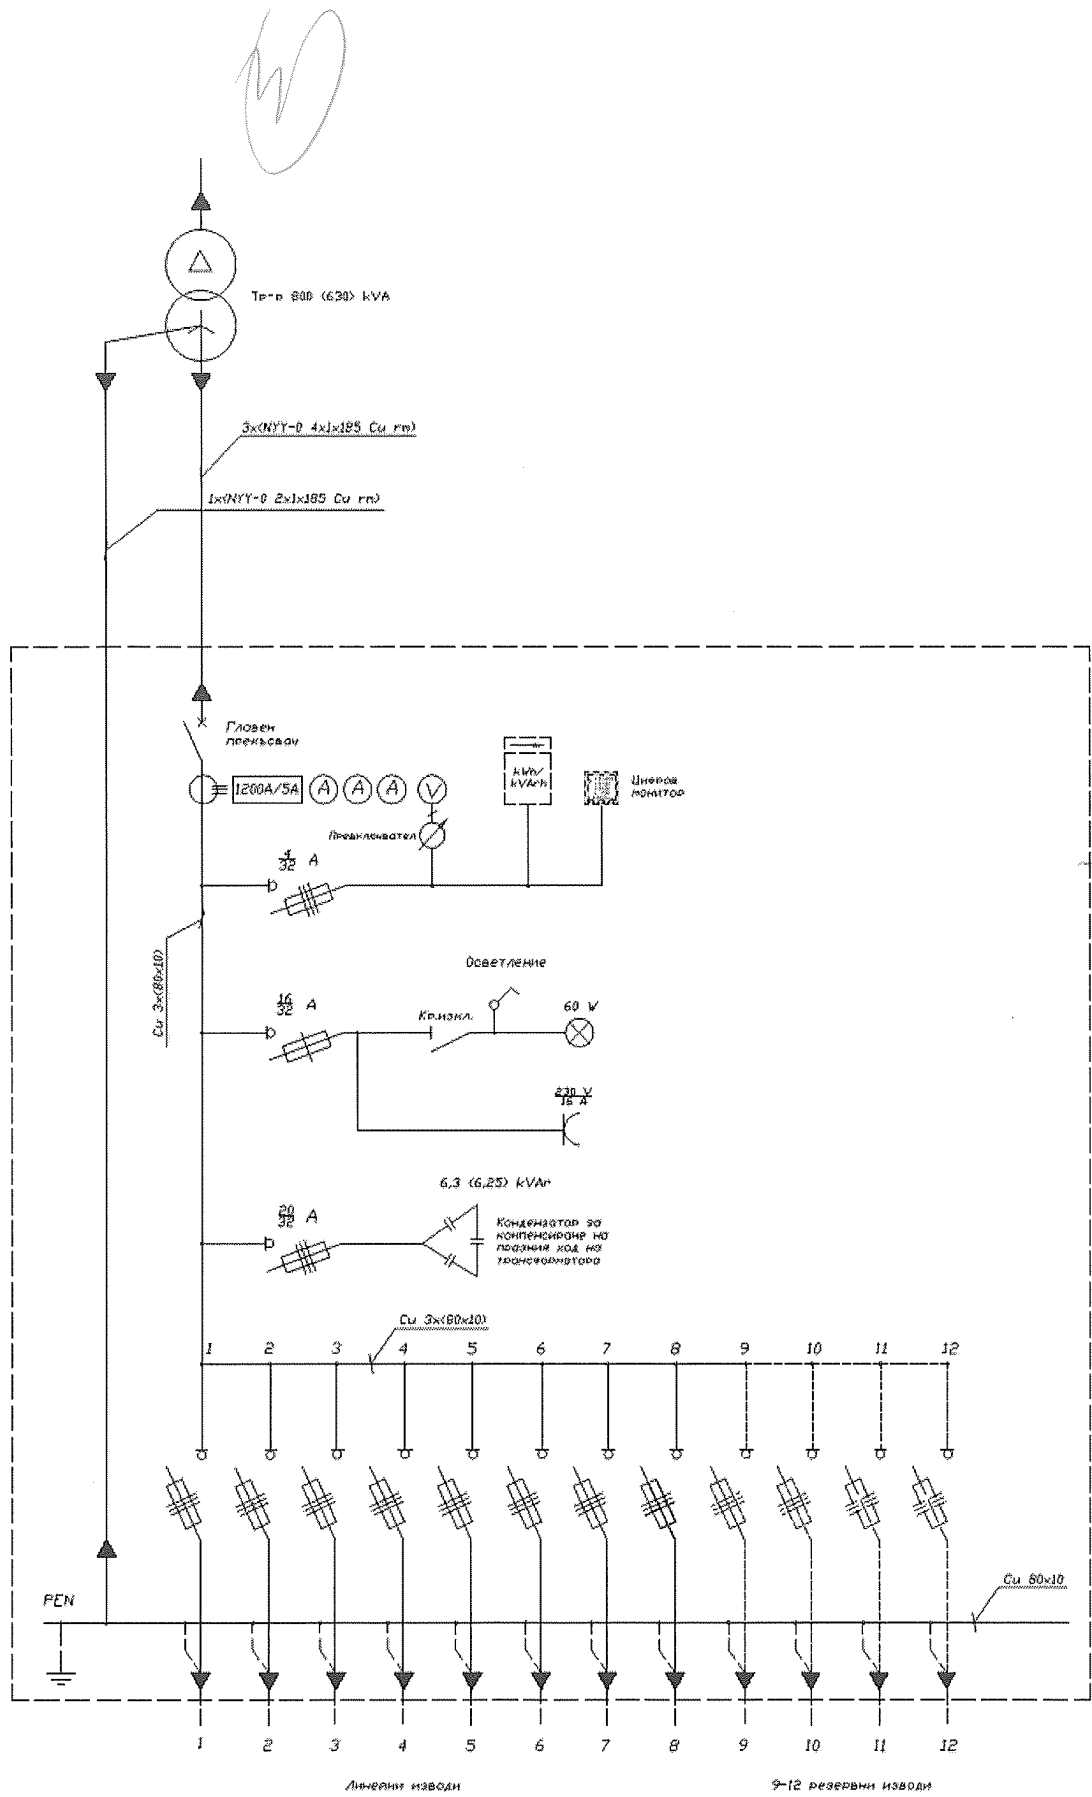 Тр-р 800 (630) kVA
3x(NYY-0 4x1x185 Cu rm)
1x(NYY-0 2x1x185 Cu rm)
Главен
прекъсвач
1200A/5A
A
A
A
V
kWh/
kVArh
Цифров
монитор
Превключвател
4
32
A
Cu 3x(80x10)
Осветление
16
32
A
Кр.изкл.
60 W
230 V
16 A
6,3 (6,25) kVAr
20
32
A
Кондензатор за
компенсиране на
празния ход на
трансформатора
Cu 3x(80x10)
1 2 3 4 5 6 7 8 9 10 11 12
Cu 80x10
PEN
1 2 3 4 5 6 7 8 9 10 11 12
Линейни изводи
9-12 резервни изводи